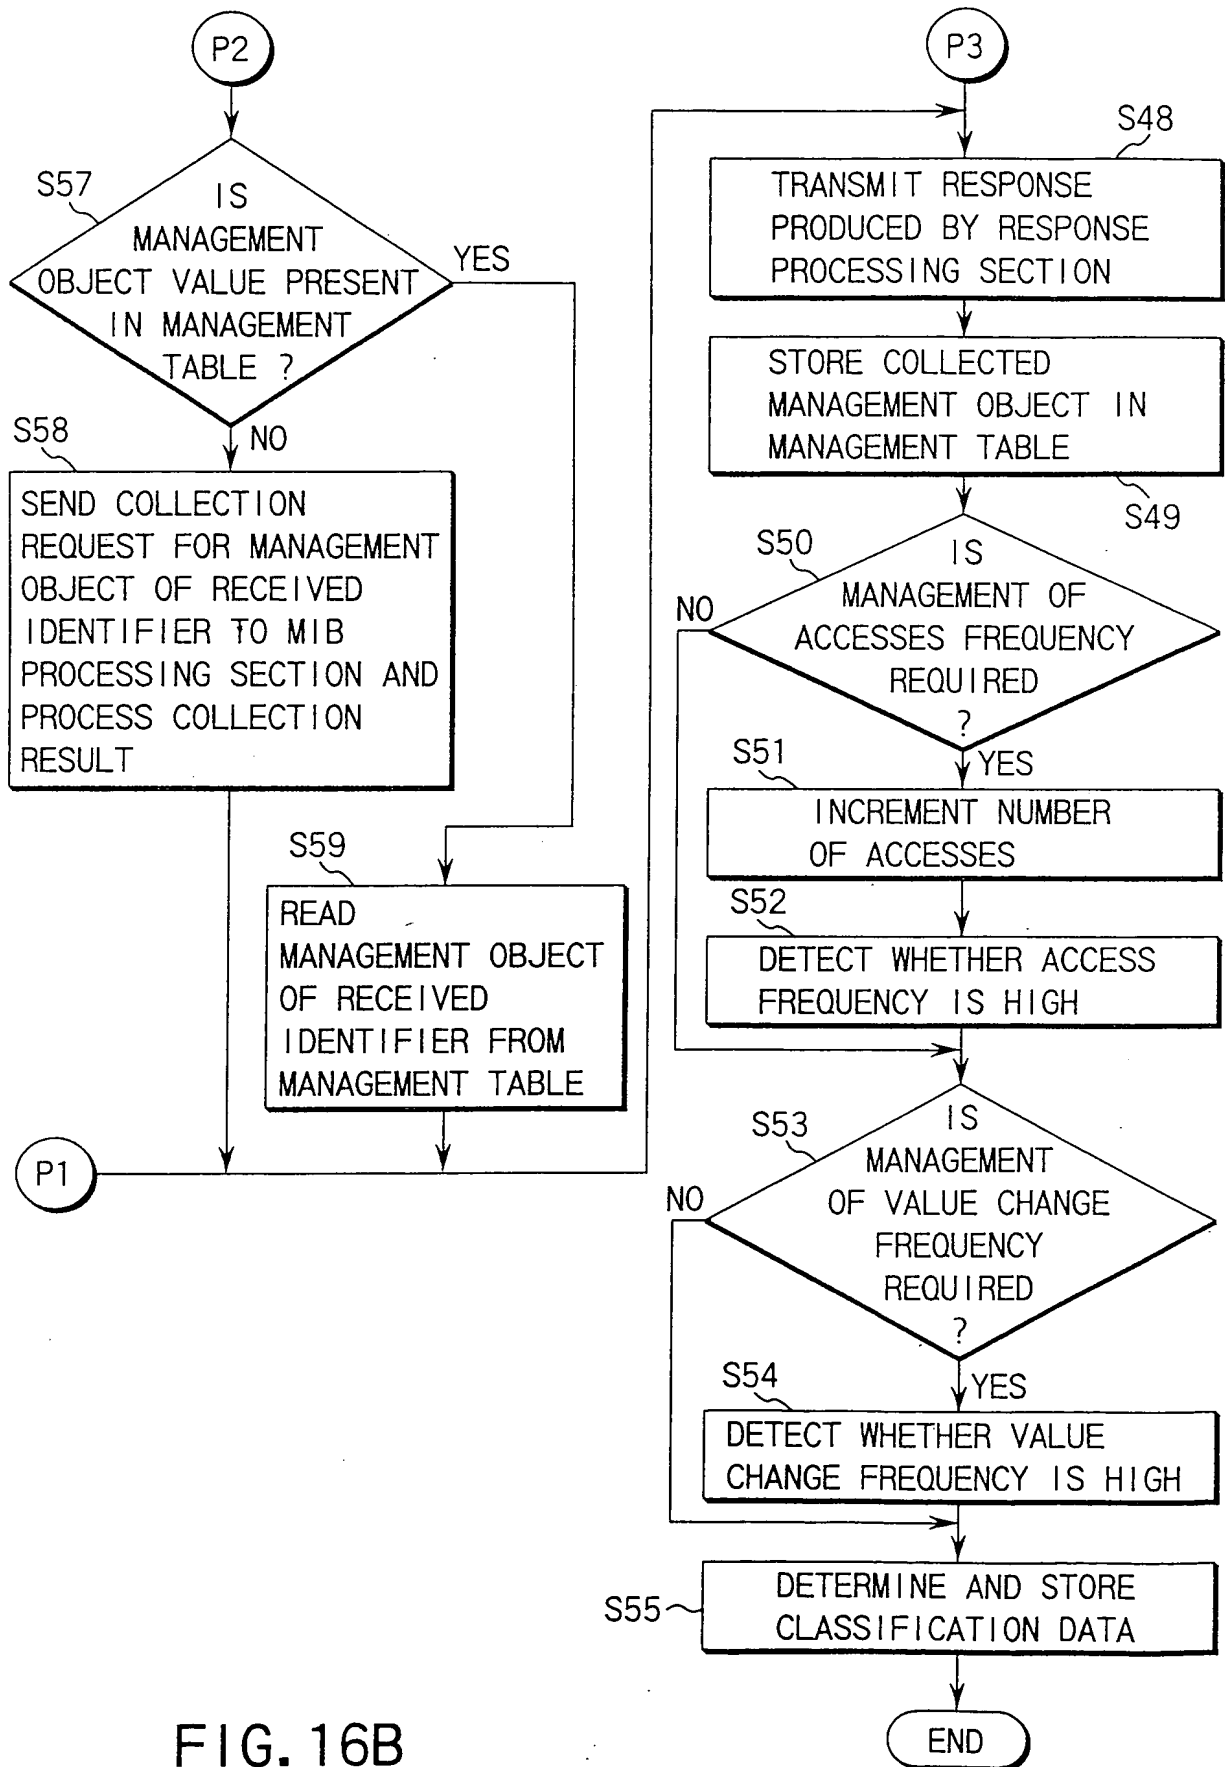 P2
S57
IS
MANAGEMENT
OBJECT VALUE PRESENT
IN MANAGEMENT
TABLE ?
YES
NO
S58
SEND COLLECTION
REQUEST FOR MANAGEMENT
OBJECT OF RECEIVED
IDENTIFIER TO MIB
PROCESSING SECTION AND
PROCESS COLLECTION
RESULT
S59
READ
MANAGEMENT OBJECT
OF RECEIVED
IDENTIFIER FROM
MANAGEMENT TABLE
P1
P3
S48
TRANSMIT RESPONSE
PRODUCED BY RESPONSE
PROCESSING SECTION
STORE COLLECTED
MANAGEMENT OBJECT IN
MANAGEMENT TABLE
S49
S50
IS
MANAGEMENT OF
ACCESSES FREQUENCY
REQUIRED
?
NO
YES
S51
INCREMENT NUMBER
OF ACCESSES
S52
DETECT WHETHER ACCESS
FREQUENCY IS HIGH
S53
IS
MANAGEMENT
OF VALUE CHANGE
FREQUENCY
REQUIRED
?
NO
YES
S54
DETECT WHETHER VALUE
CHANGE FREQUENCY IS HIGH
S55
DETERMINE AND STORE
CLASSIFICATION DATA
END
FIG. 16B